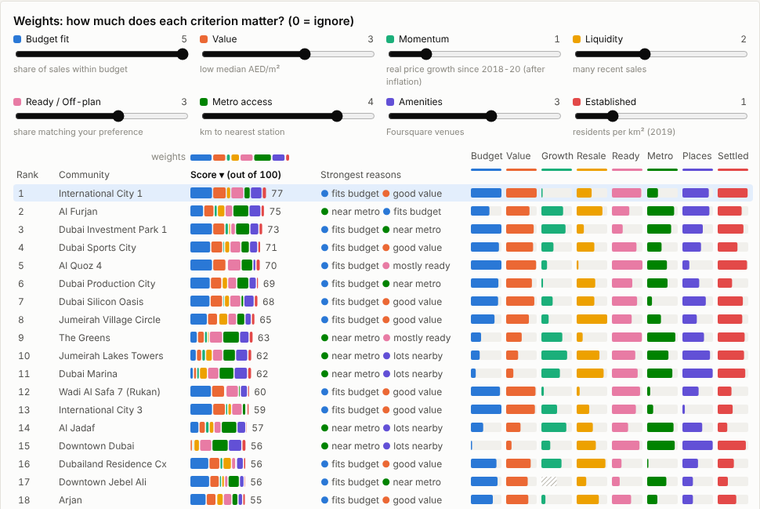 Weights: how much does each criterion matter? (0 = ignore)
Budget fit 5 Value 3 Momentum 1 Liquidity 2
share of sales within budget low median AED/m² real price growth since 2018-20 (after inflation) many recent sales
Ready / Off-plan 3 Metro access 4 Amenities 3 Established 1
share matching your preference km to nearest station Foursquare venues residents per km² (2019)
weights
Rank Community Score ▾ (out of 100) Strongest reasons Budget Value Growth Resale Ready Metro Places Settled
1 International City 1 77 fits budget good value
2 Al Furjan 75 near metro fits budget
3 Dubai Investment Park 1 73 fits budget near metro
4 Dubai Sports City 71 fits budget good value
5 Al Quoz 4 70 fits budget mostly ready
6 Dubai Production City 69 fits budget near metro
7 Dubai Silicon Oasis 68 fits budget good value
8 Jumeirah Village Circle 65 fits budget good value
9 The Greens 63 near metro mostly ready
10 Jumeirah Lakes Towers 62 near metro lots nearby
11 Dubai Marina 62 near metro lots nearby
12 Wadi Al Safa 7 (Rukan) 60 fits budget good value
13 International City 3 59 fits budget good value
14 Al Jadaf 57 near metro lots nearby
15 Downtown Dubai 56 near metro lots nearby
16 Dubailand Residence Cx 56 fits budget good value
17 Downtown Jebel Ali 56 fits budget near metro
18 Arjan 55 fits budget good value